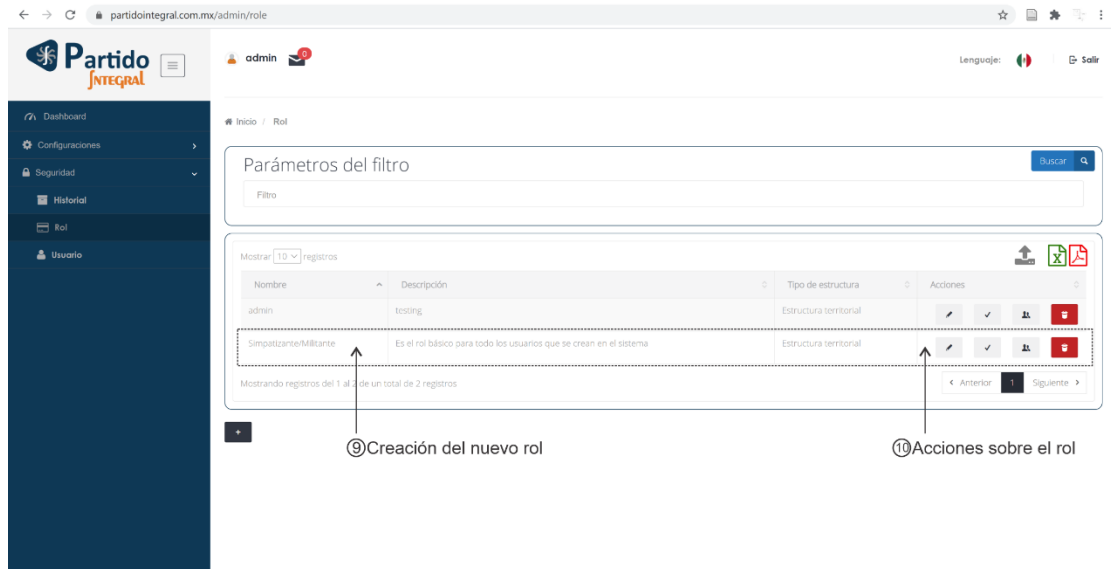 partidointegral.com.mx/admin/role
Partido
INTEGRAL
admin
0
Lenguaje:
Salir
Dashboard
Configuraciones
Seguridad
Historial
Rol
Usuario
Inicio / Rol
Parámetros del filtro
Buscar
Filtro
Mostrar 10 registros
Nombre Descripción Tipo de estructura Acciones
admin testing Estructura territorial
Simpatizante/Militante Es el rol básico para todo los usuarios que se crean en el sistema Estructura territorial
Mostrando registros del 1 al 2 de un total de 2 registros
Anterior 1 Siguiente
+
⑨Creación del nuevo rol
⑩Acciones sobre el rol